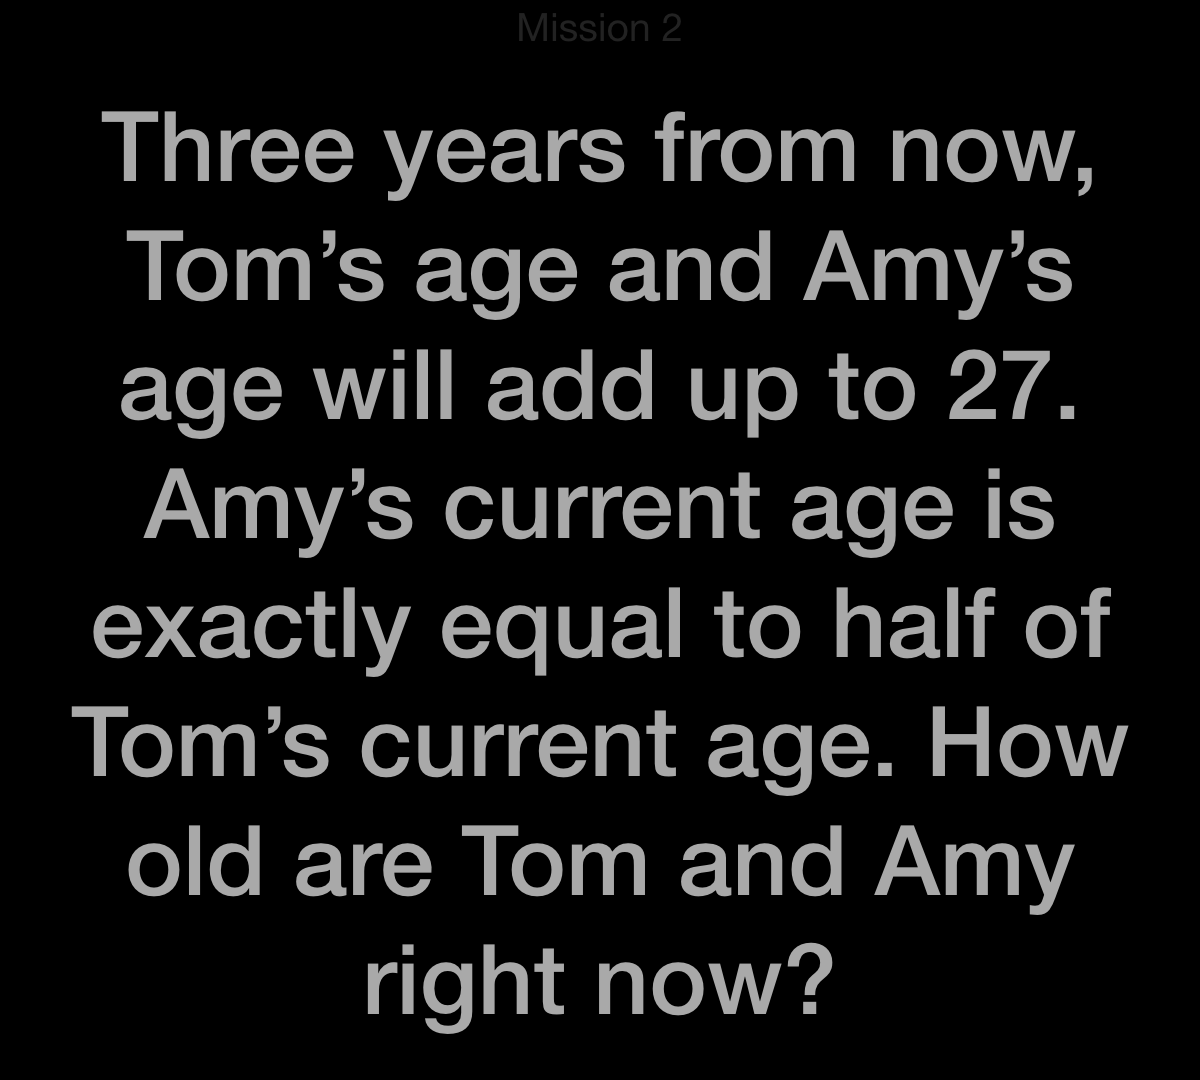 Mission 2
Three years from now,
Tom’s age and Amy’s
age will add up to 27.
Amy’s current age is
exactly equal to half of
Tom’s current age. How
old are Tom and Amy
right now?